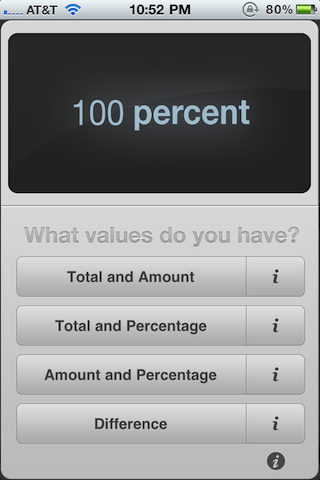 AT&T 10:52 PM 80%
100 percent
What values do you have?
Total and Amount i
Total and Percentage i
Amount and Percentage i
Difference i
i